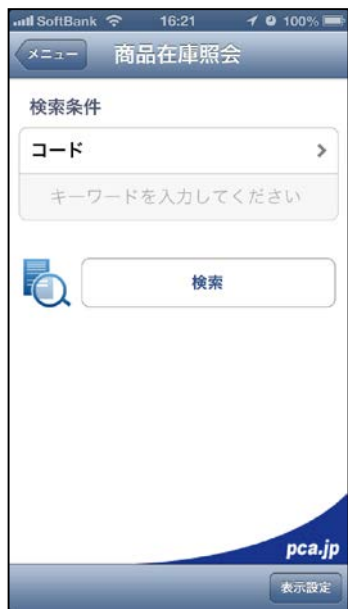 SoftBank 16:21 100%
メニュー 商品在庫照会
検索条件
コード
キーワードを入力してください
検索
pca.jp
表示設定